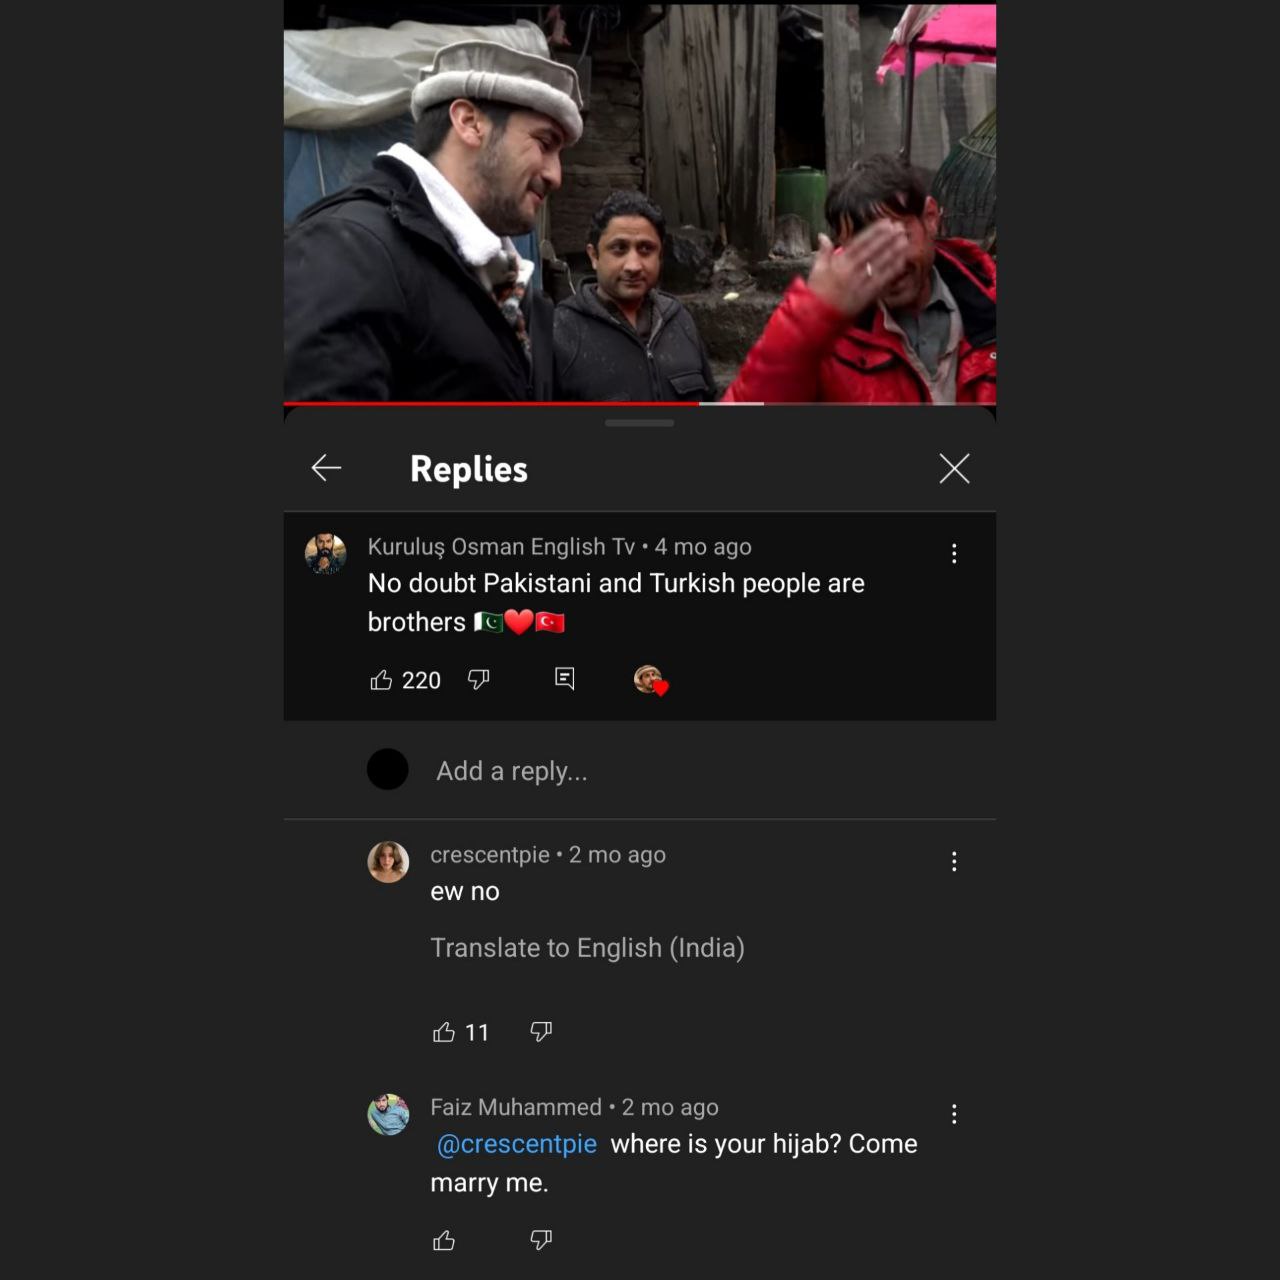 Replies
Kuruluş Osman English Tv • 4 mo ago
No doubt Pakistani and Turkish people are
brothers 🇵🇰❤️🇹🇷
220
Add a reply...
crescentpie • 2 mo ago
ew no
Translate to English (India)
11
Faiz Muhammed • 2 mo ago
@crescentpie where is your hijab? Come
marry me.